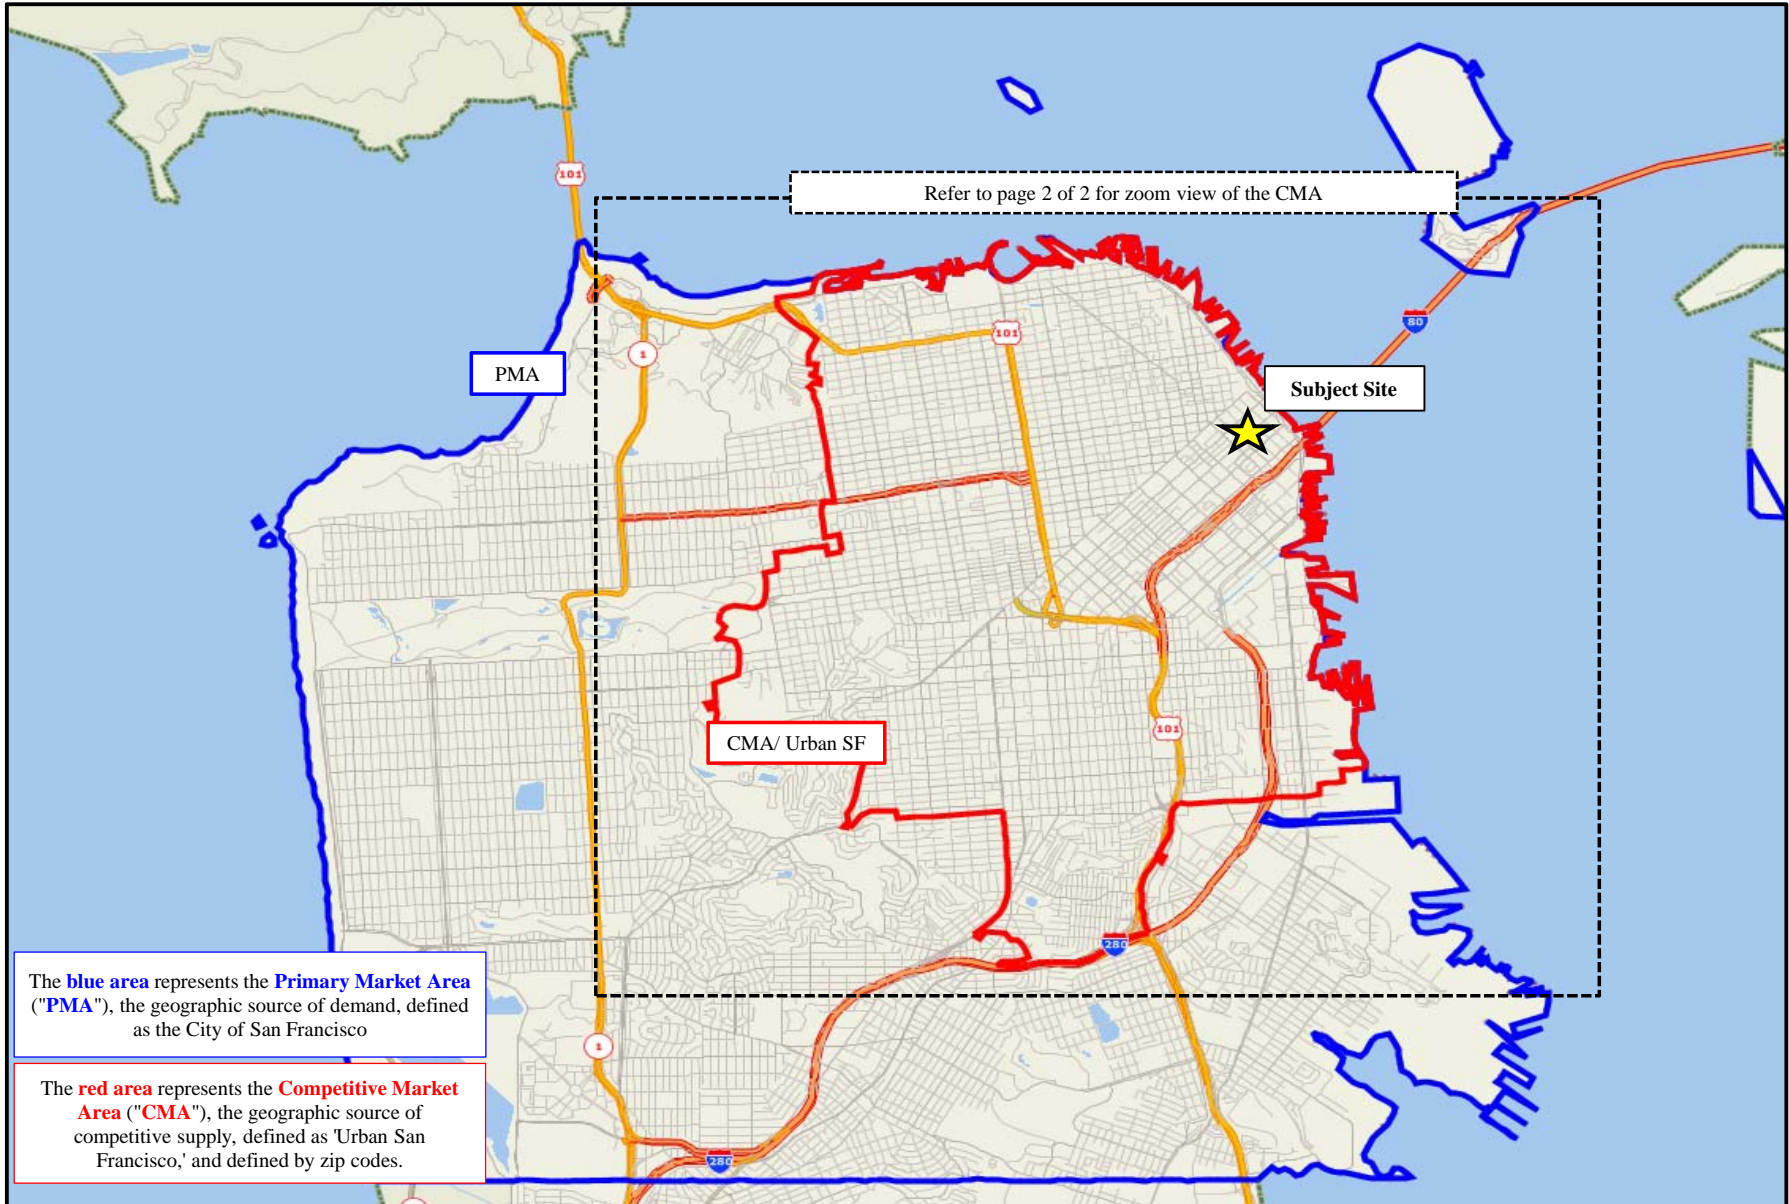 101
Refer to page 2 of 2 for zoom view of the CMA
80
101
1
PMA
Subject Site
CMA/ Urban SF
101
280
The blue area represents the Primary Market Area
("PMA"), the geographic source of demand, defined
as the City of San Francisco
1
The red area represents the Competitive Market
Area ("CMA"), the geographic source of
competitive supply, defined as 'Urban San
Francisco,' and defined by zip codes.
280